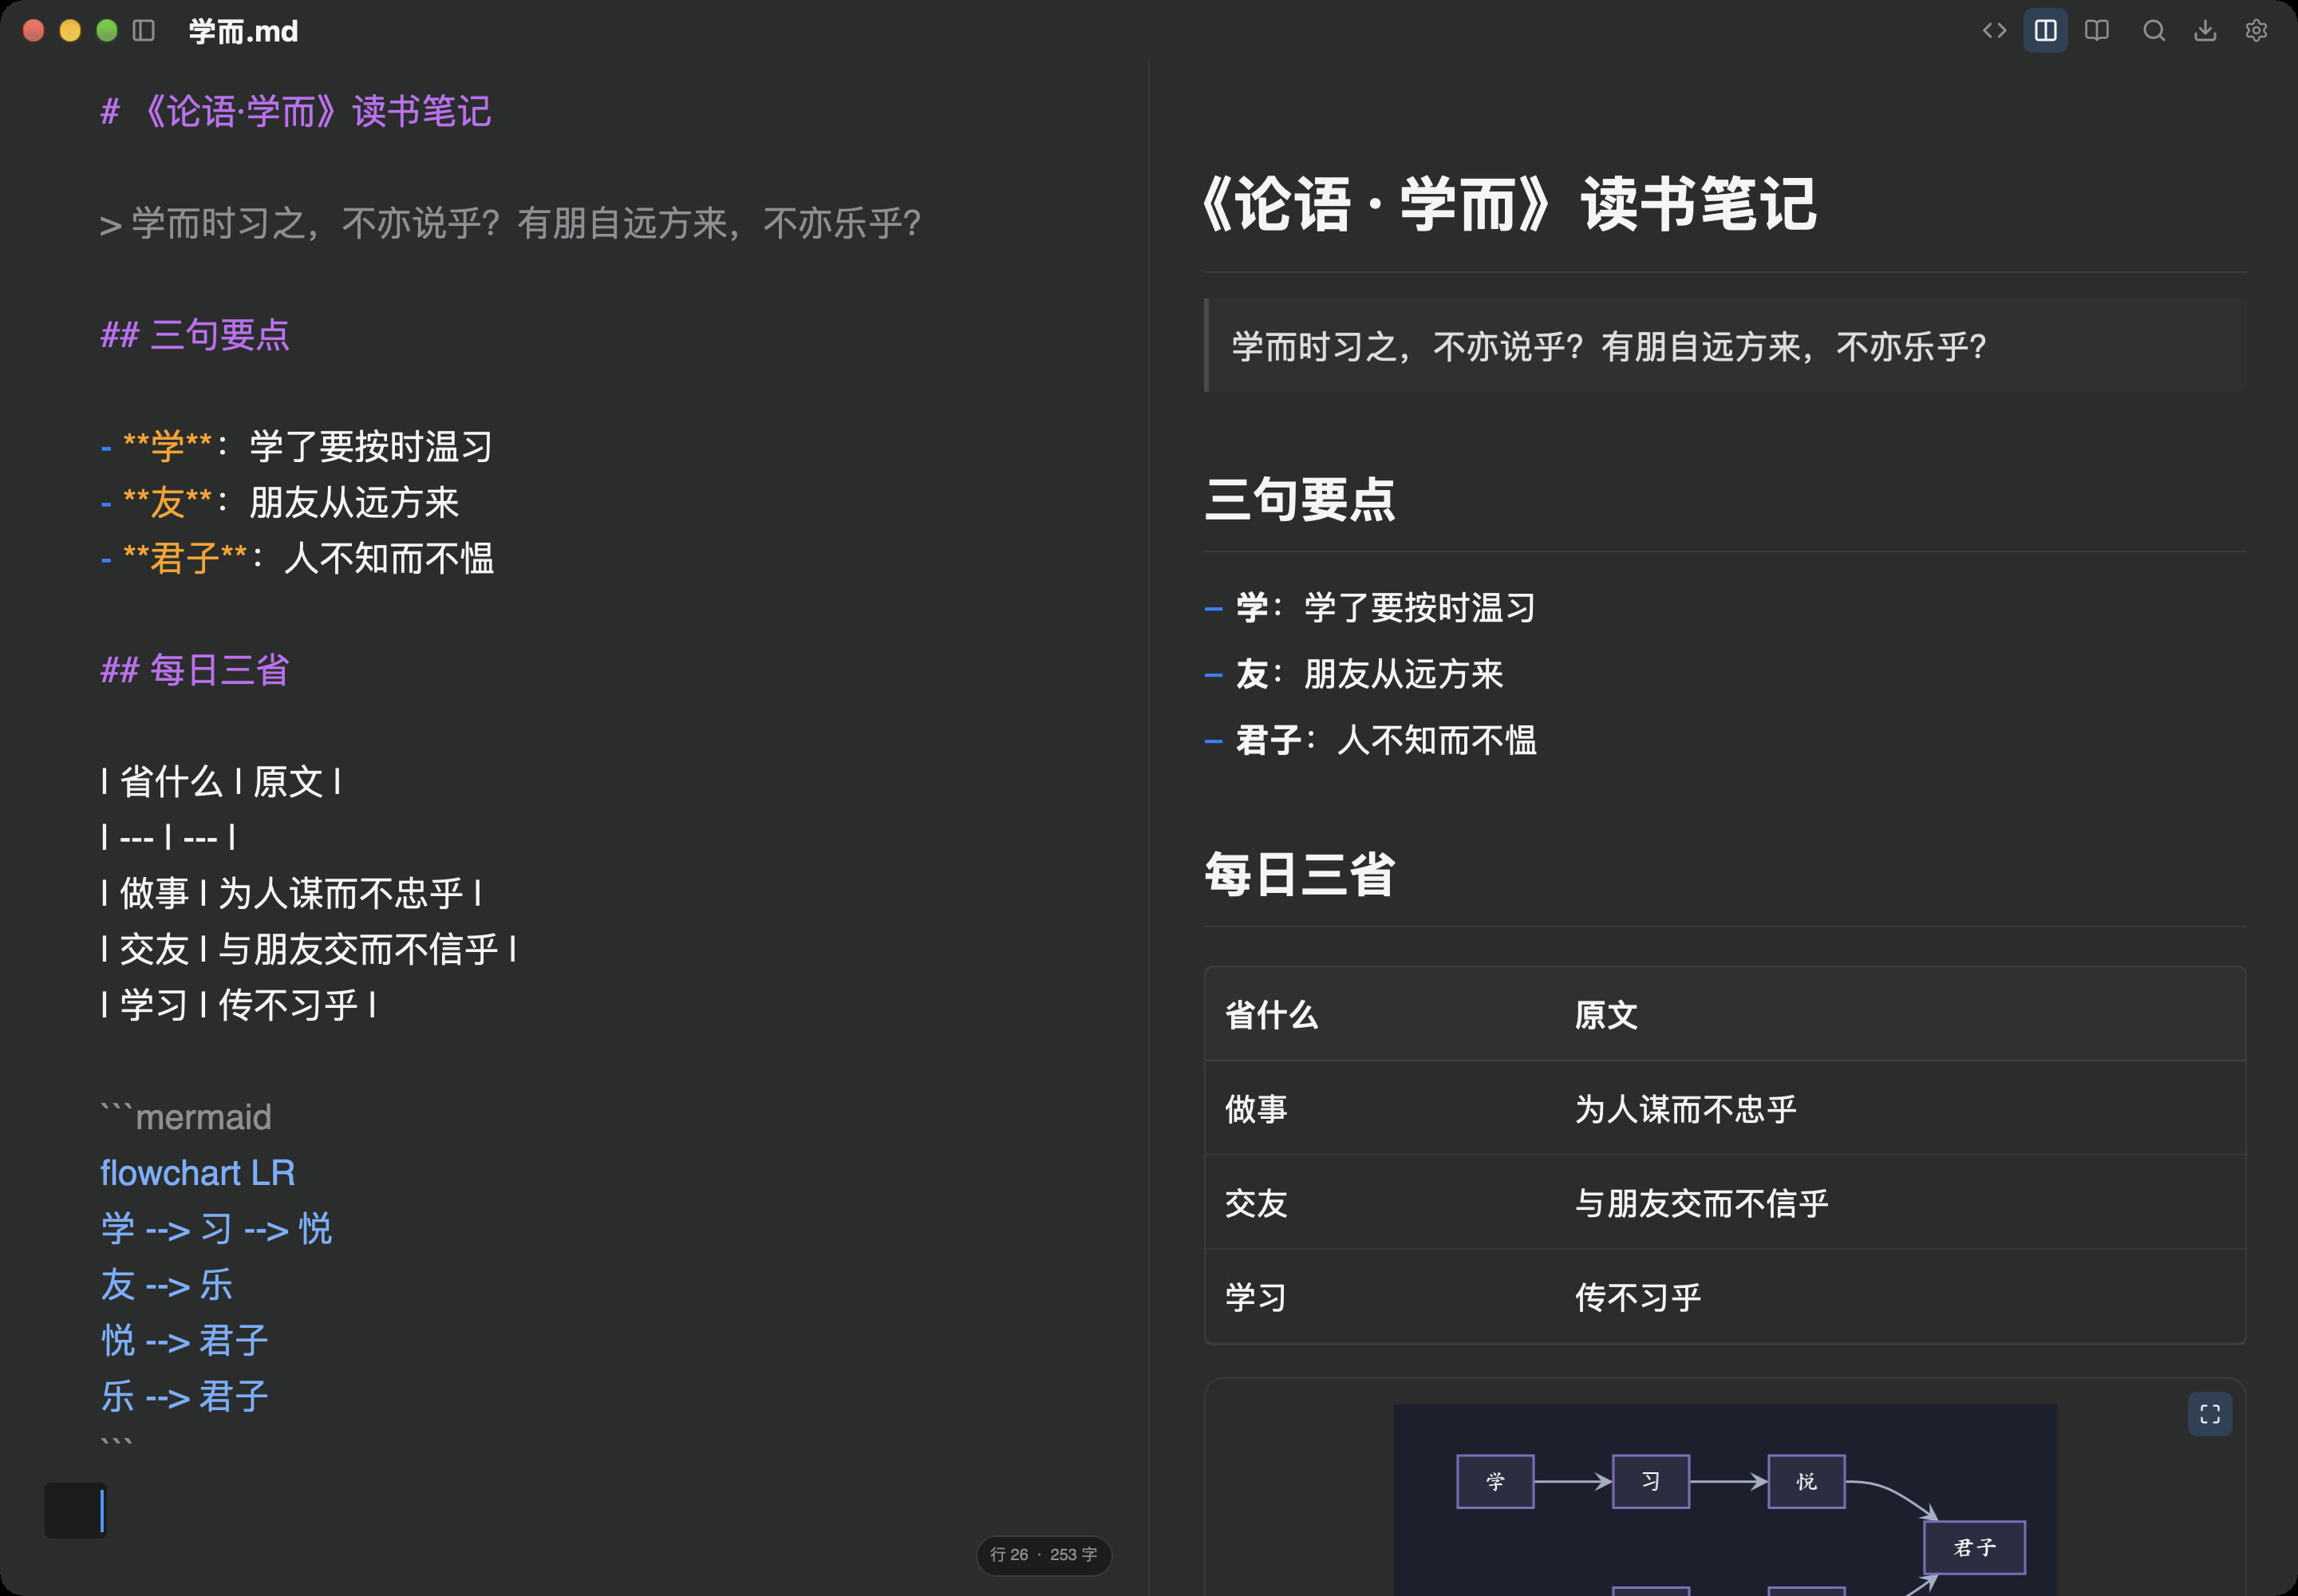 学而.md
# 《论语·学而》读书笔记
> 学而时习之，不亦说乎？有朋自远方来，不亦乐乎？
## 三句要点
- **学**：学了要按时温习
- **友**：朋友从远方来
- **君子**：人不知而不愠
## 每日三省
| 省什么 | 原文 |
| --- | --- |
| 做事 | 为人谋而不忠乎 |
| 交友 | 与朋友交而不信乎 |
| 学习 | 传不习乎 |
```mermaid
flowchart LR
学 --> 习 --> 悦
友 --> 乐
悦 --> 君子
乐 --> 君子
```
行 26 · 253 字
《论语·学而》读书笔记
学而时习之，不亦说乎？有朋自远方来，不亦乐乎？
三句要点
– 学：学了要按时温习
– 友：朋友从远方来
– 君子：人不知而不愠
每日三省
省什么 原文
做事 为人谋而不忠乎
交友 与朋友交而不信乎
学习 传不习乎
学 习 悦
君子